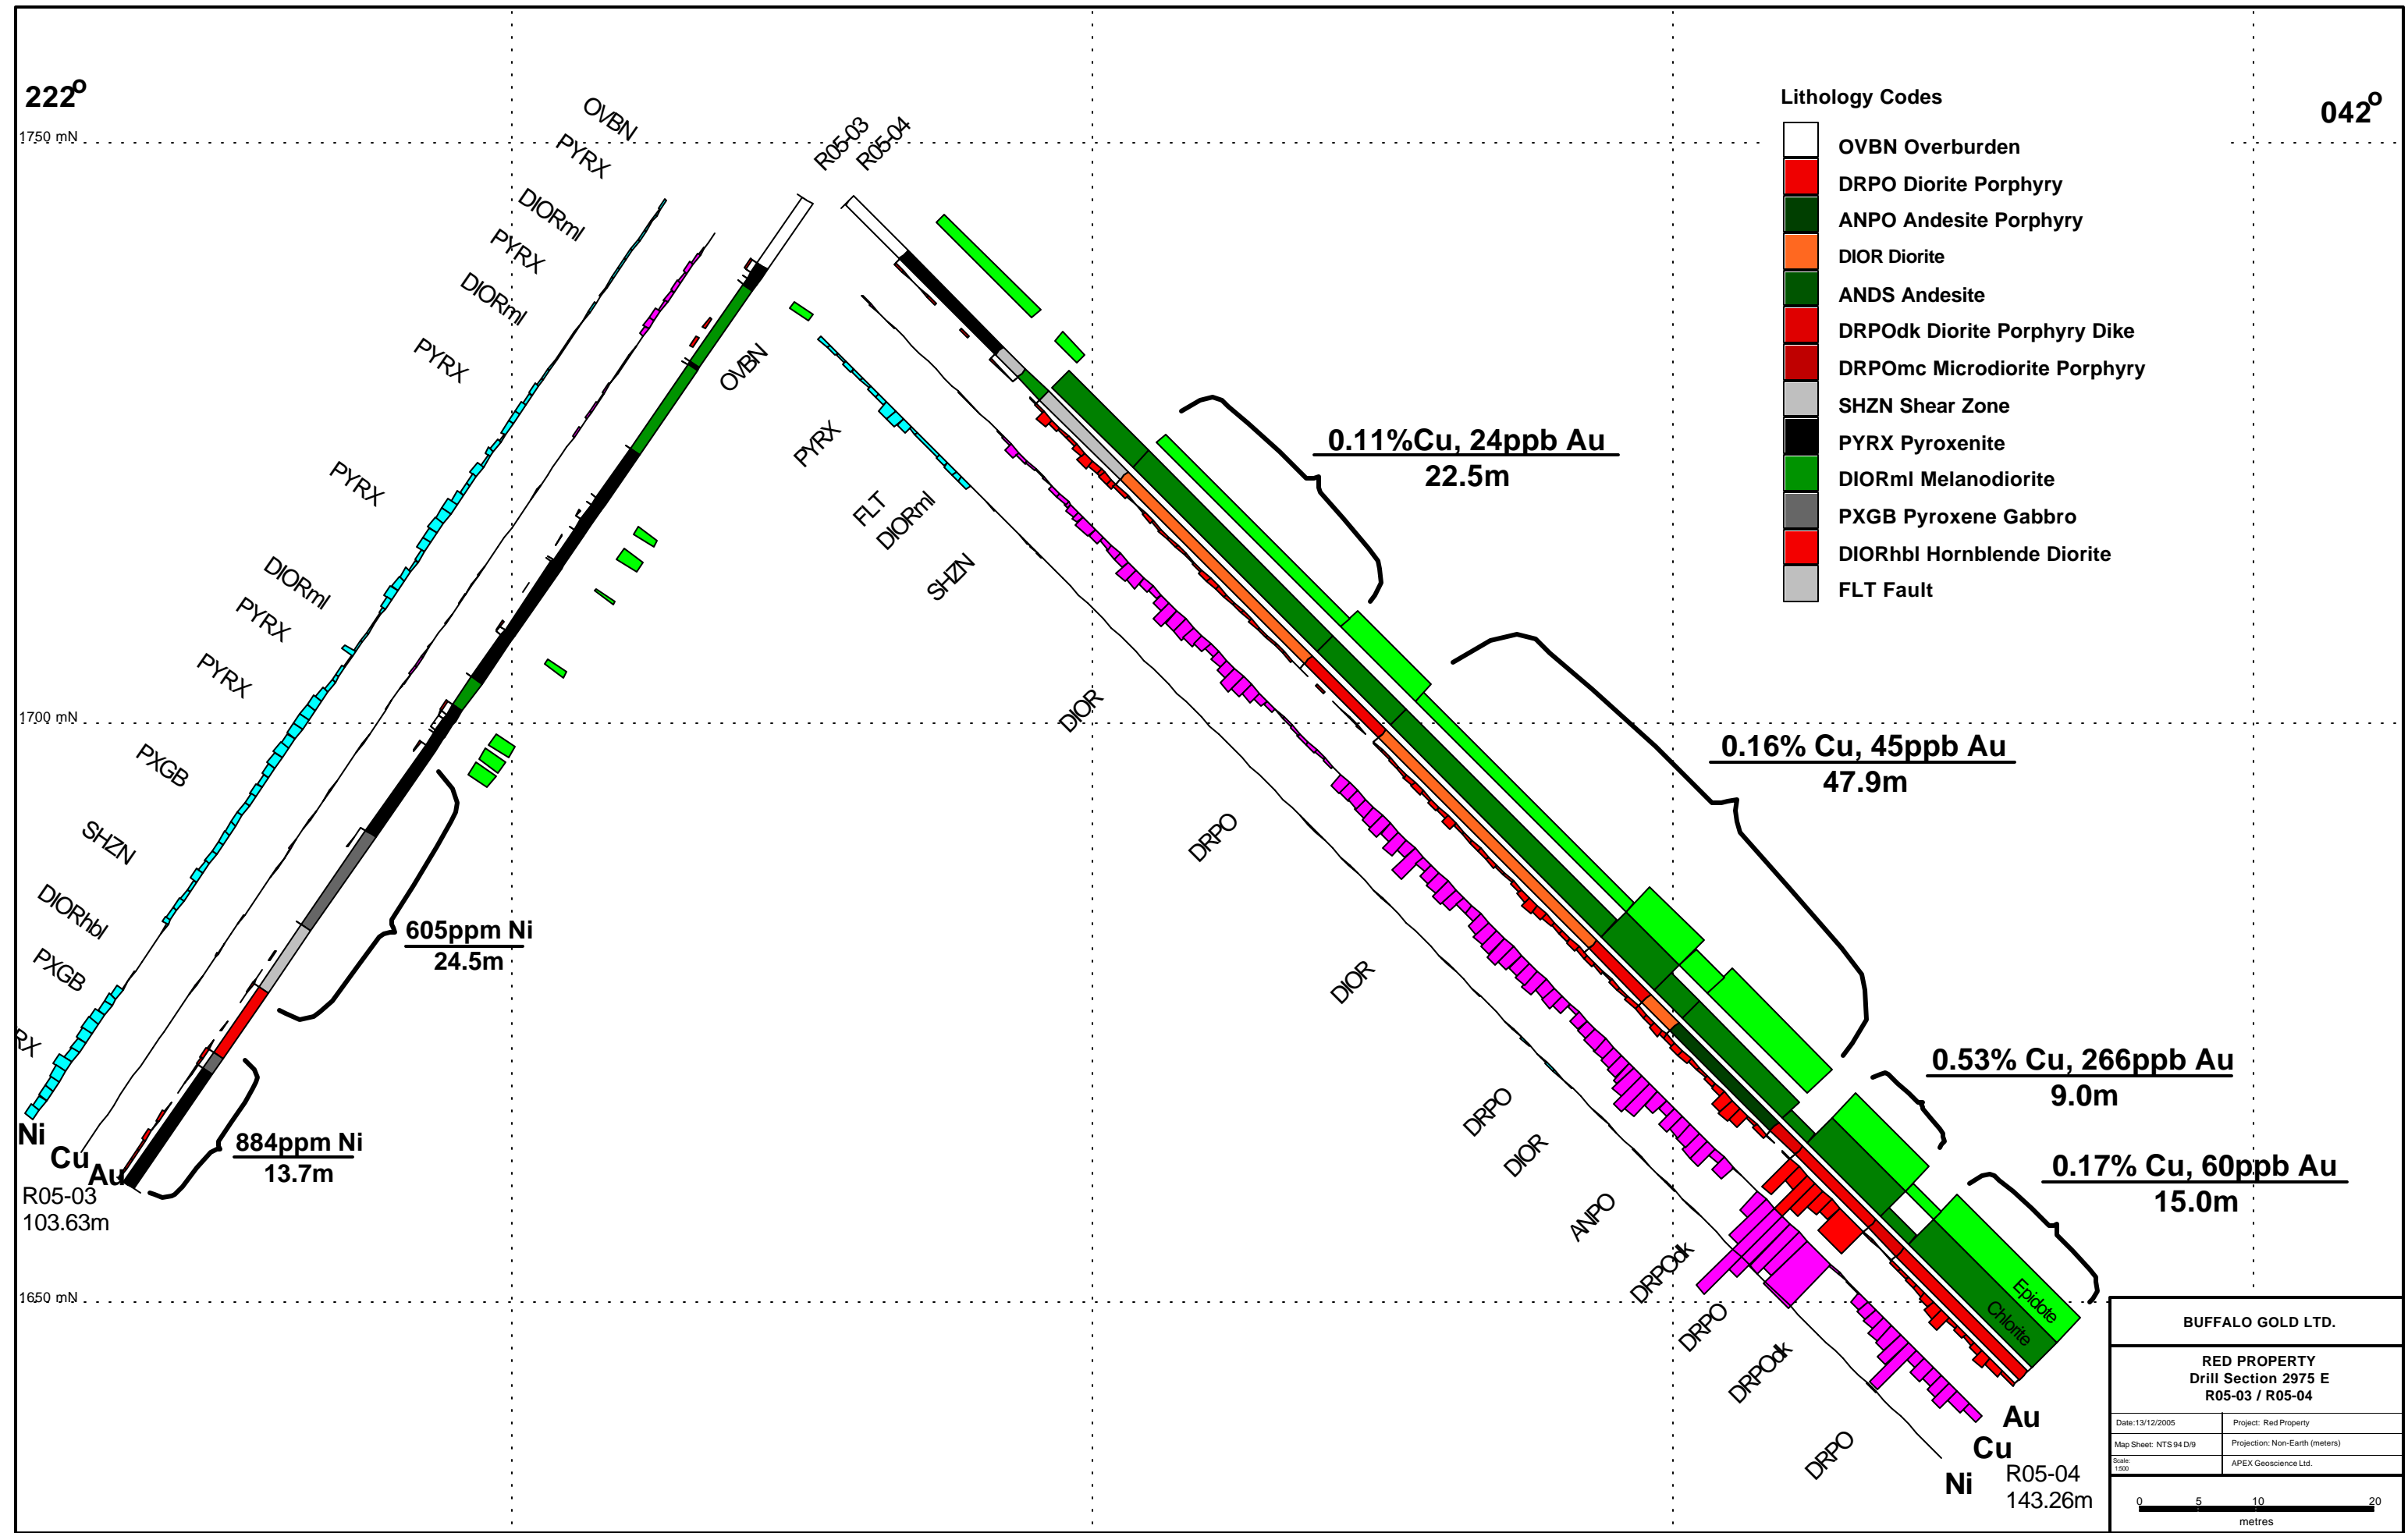 222°
042°
1750 mN
1700 mN
1650 mN
OVBN
PYRX
DIORml
PYRX
DIORml
PYRX
PYRX
DIORml
PYRX
PYRX
PXGB
SHZN
DIORhbl
PXGB
RX
R05-03
R05-04
OVBN
PYRX
FLT
DIORml
SHZN
DIOR
DRPO
DIOR
DRPO
DIOR
ANPO
DRPOdk
DRPO
DRPOdk
DRPO
Lithology Codes
OVBN Overburden
DRPO Diorite Porphyry
ANPO Andesite Porphyry
DIOR Diorite
ANDS Andesite
DRPOdk Diorite Porphyry Dike
DRPOmc Microdiorite Porphyry
SHZN Shear Zone
PYRX Pyroxenite
DIORml Melanodiorite
PXGB Pyroxene Gabbro
DIORhbl Hornblende Diorite
FLT Fault
0.11%Cu, 24ppb Au
22.5m
0.16% Cu, 45ppb Au
47.9m
0.53% Cu, 266ppb Au
9.0m
0.17% Cu, 60ppb Au
15.0m
605ppm Ni
24.5m
884ppm Ni
13.7m
Ni
Cu
Au
R05-03
103.63m
Epidote
Chlorite
Au
Cu
Ni
R05-04
143.26m
BUFFALO GOLD LTD.
RED PROPERTY
Drill Section 2975 E
R05-03 / R05-04
Date:13/12/2005
Project: Red Property
Map Sheet: NTS 94 D/9
Projection: Non-Earth (meters)
Scale:
1:500
APEX Geoscience Ltd.
0 5 10 20
metres